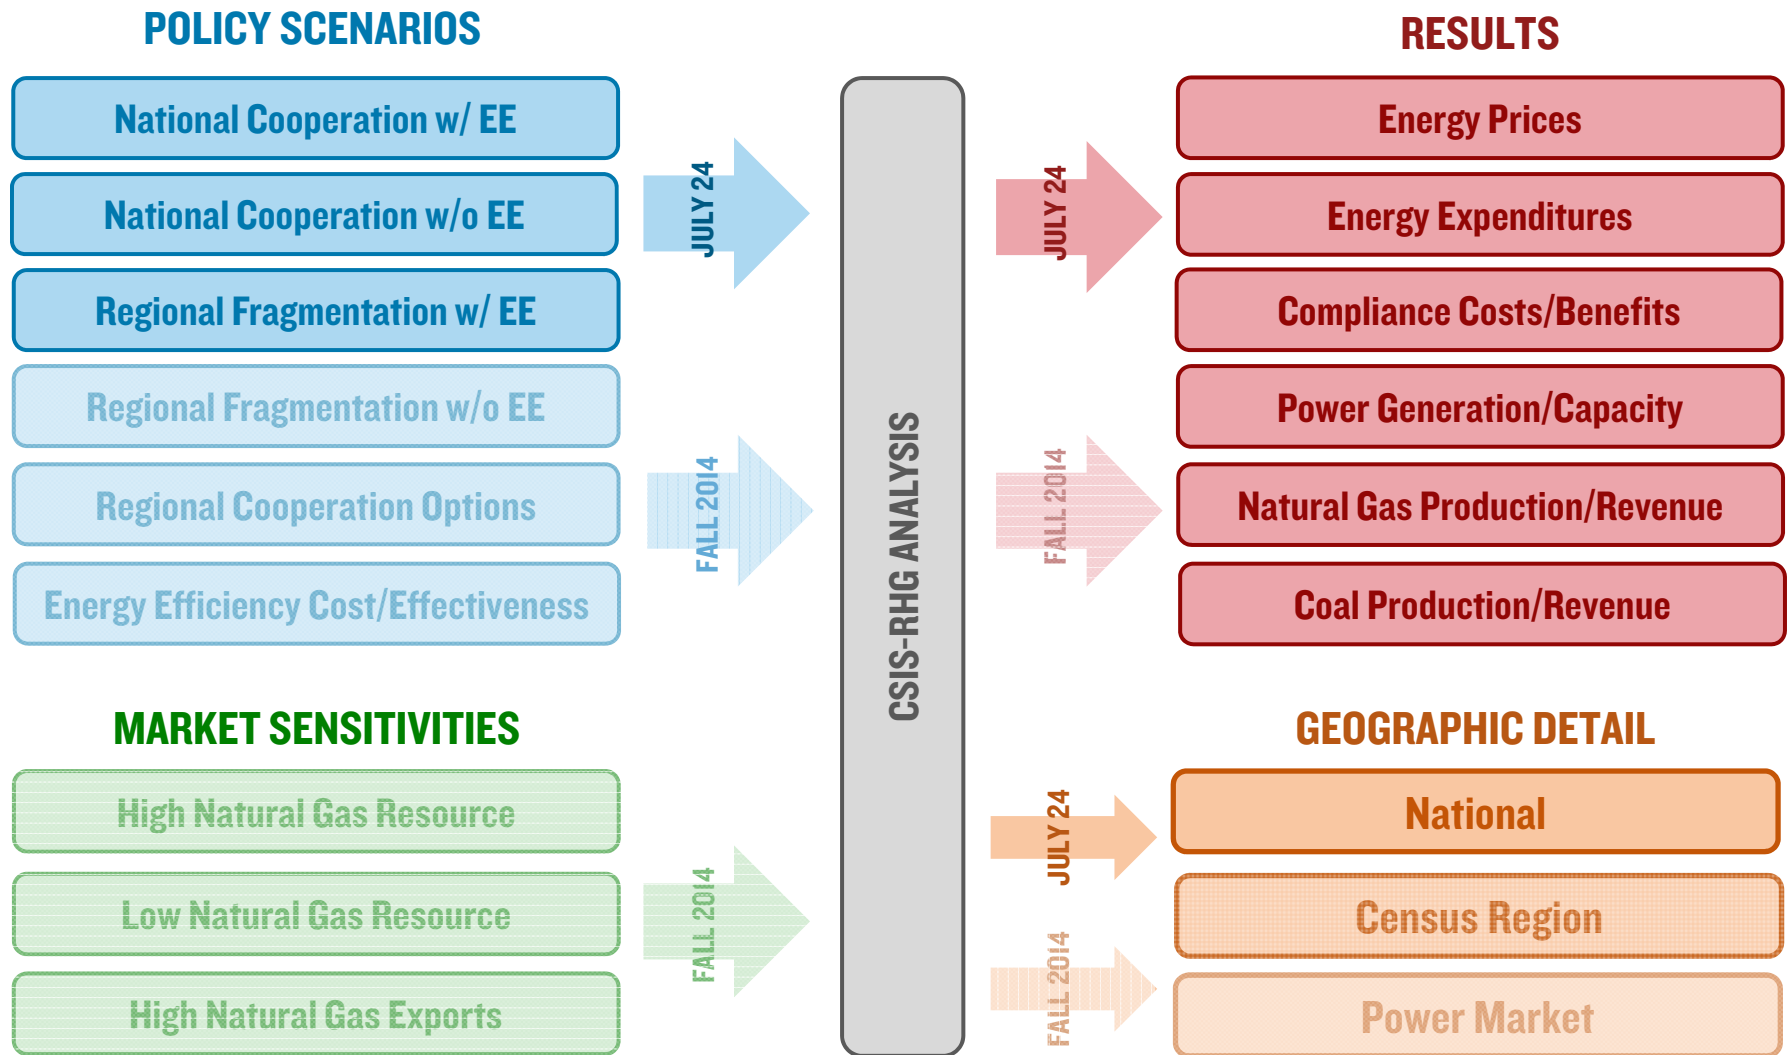 POLICY SCENARIOS
National Cooperation w/ EE
National Cooperation w/o EE
Regional Fragmentation w/ EE
Regional Fragmentation w/o EE
Regional Cooperation Options
Energy Efficiency Cost/Effectiveness
JULY 24
FALL 2014
MARKET SENSITIVITIES
High Natural Gas Resource
Low Natural Gas Resource
High Natural Gas Exports
FALL 2014
CSIS-RHG ANALYSIS
JULY 24
FALL 2014
RESULTS
Energy Prices
Energy Expenditures
Compliance Costs/Benefits
Power Generation/Capacity
Natural Gas Production/Revenue
Coal Production/Revenue
JULY 24
FALL 2014
GEOGRAPHIC DETAIL
National
Census Region
Power Market